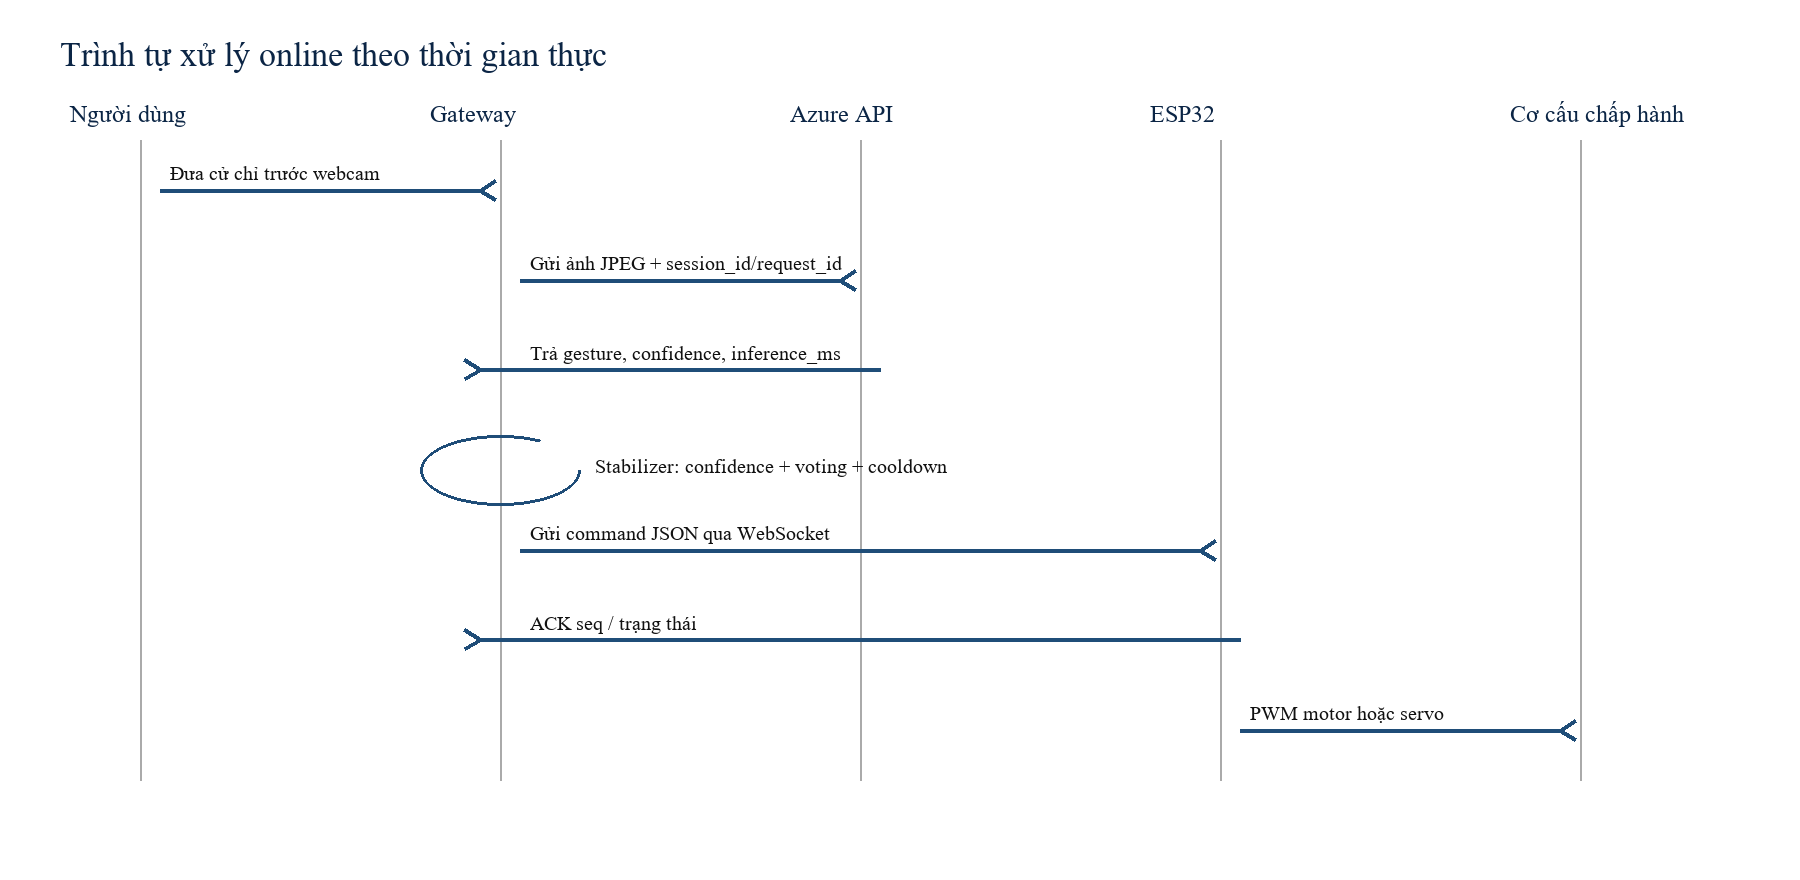 Trình tự xử lý online theo thời gian thực
Người dùng
Gateway
Azure API
ESP32
Cơ cấu chấp hành
Đưa cử chỉ trước webcam
Gửi ảnh JPEG + session_id/request_id
Trả gesture, confidence, inference_ms
Stabilizer: confidence + voting + cooldown
Gửi command JSON qua WebSocket
ACK seq / trạng thái
PWM motor hoặc servo